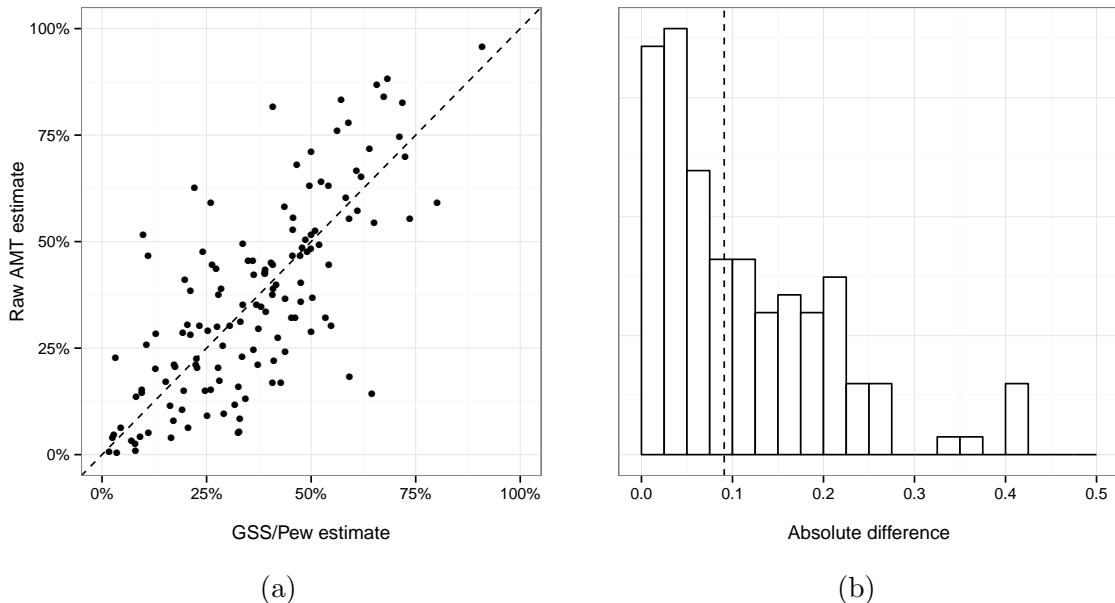 100%
75%
50%
25%
0%
Raw AMT estimate
0% 25% 50% 75% 100%
GSS/Pew estimate
(a)
0.0 0.1 0.2 0.3 0.4 0.5
Absolute difference
(b)